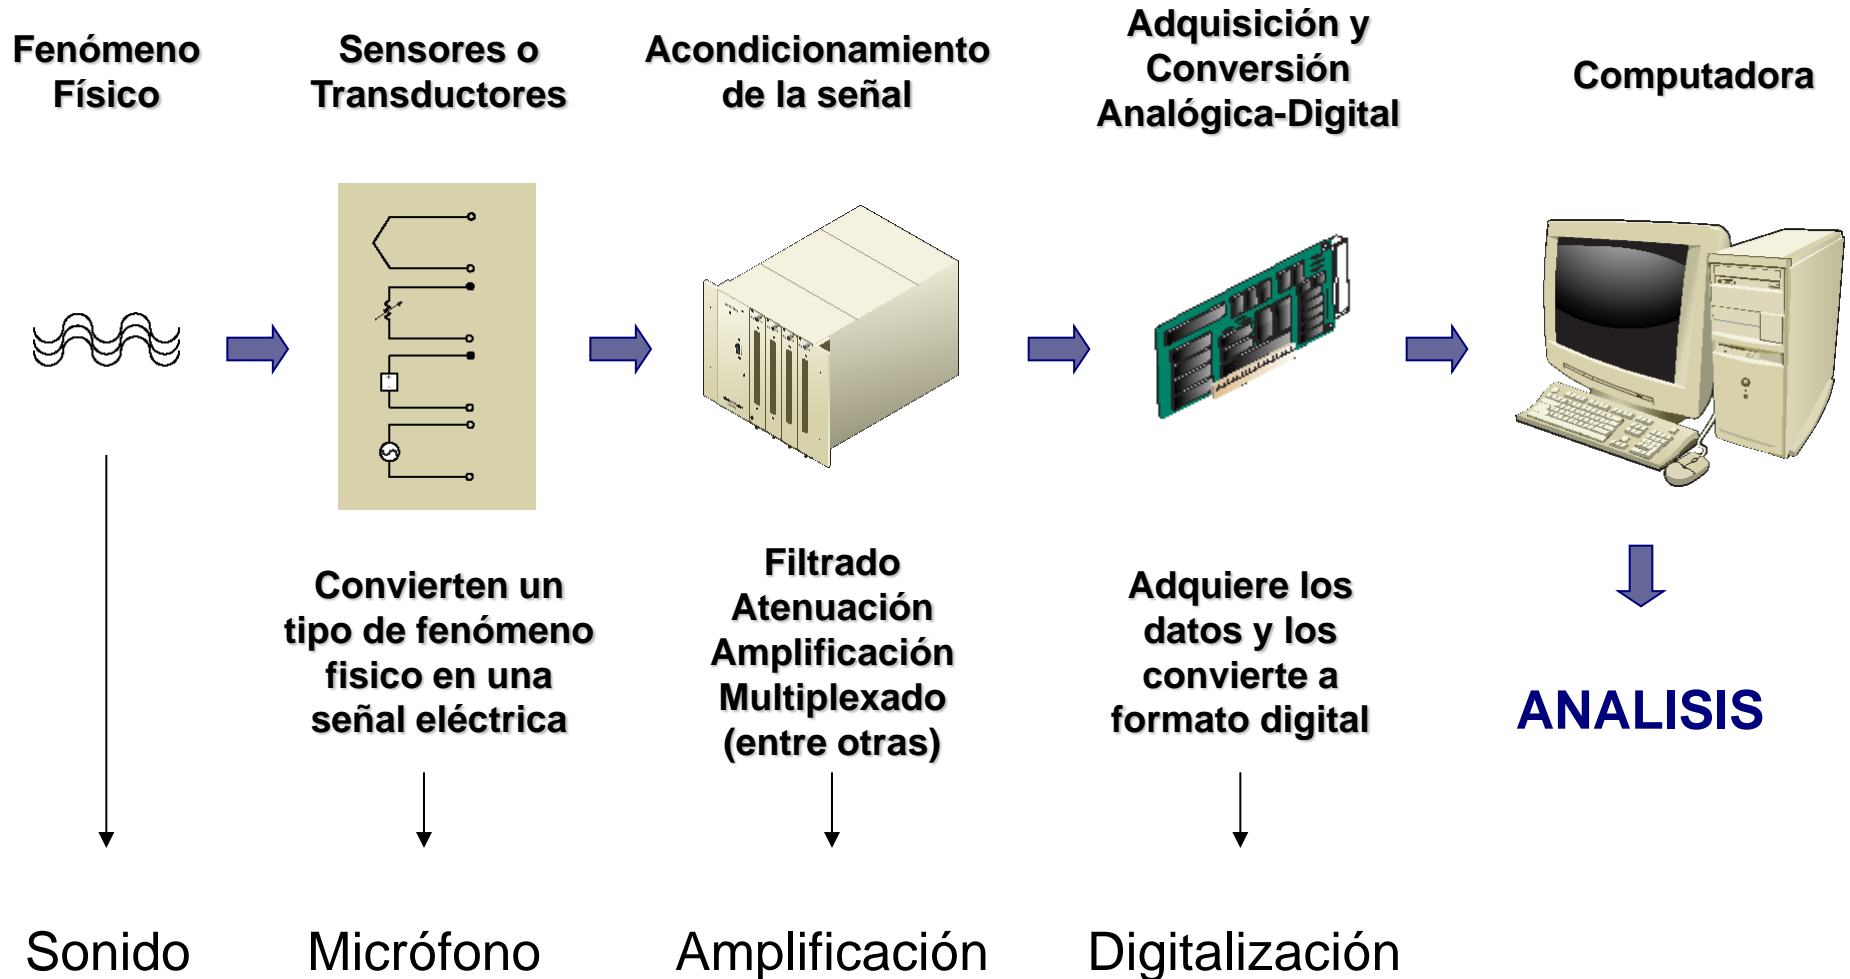 Fenómeno
Físico
Sensores o
Transductores
Acondicionamiento
de la señal
Adquisición y
Conversión
Analógica-Digital
Computadora
Convierten un
tipo de fenómeno
fisico en una
señal eléctrica
Filtrado
Atenuación
Amplificación
Multiplexado
(entre otras)
Adquiere los
datos y los
convierte a
formato digital
ANALISIS
Sonido
Micrófono
Amplificación
Digitalización